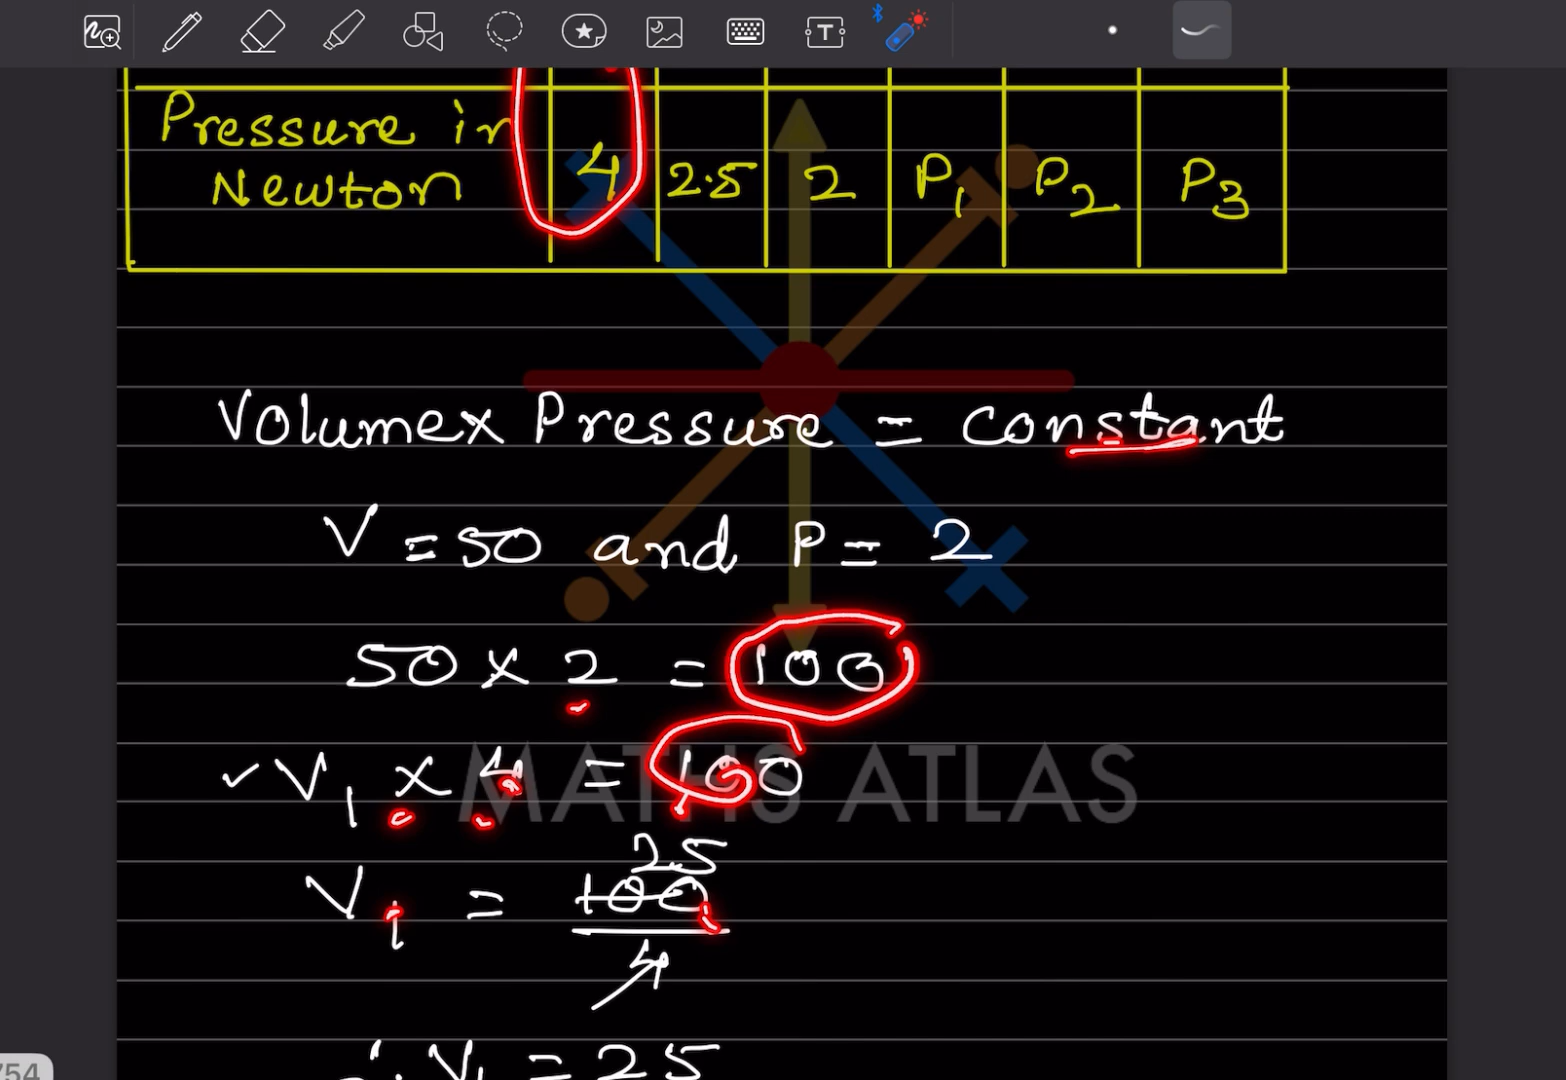 Pressure in 4 2.5 2 P1 P2 P3
Newton
Volume x Pressure = constant
V = 50 and P = 2
50 x 2 = 100
V1 x 4 = 100
MATHS ATLAS
25
V1 = 100
4
∴ V1 = 25
754